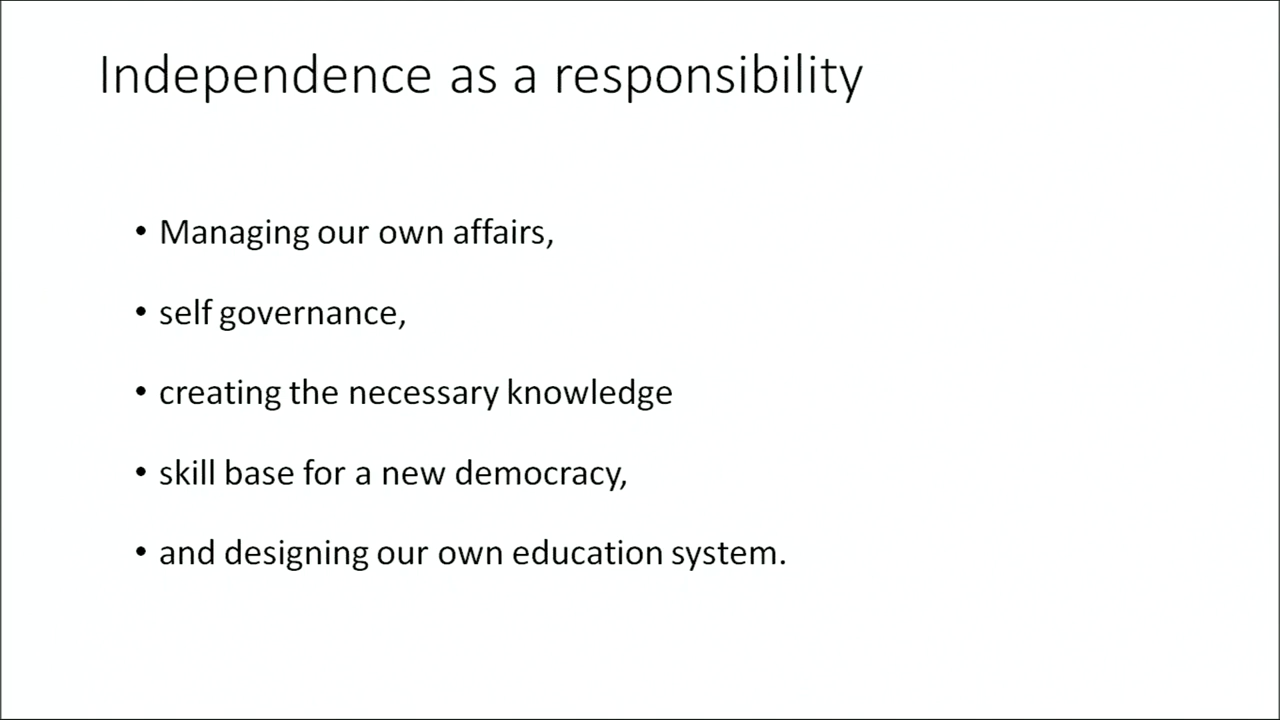 Independence as a responsibility
• Managing our own affairs,
• self governance,
• creating the necessary knowledge
• skill base for a new democracy,
• and designing our own education system.